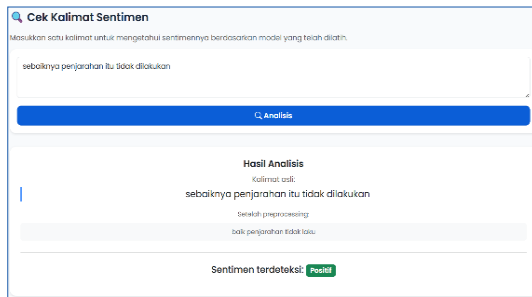 Cek Kalimat Sentimen
Masukkan satu kalimat untuk mengetahui sentimennya berdasarkan model yang telah dilatih.
sebaiknya penjarahan itu tidak dilakukan
Analisis
Hasil Analisis
Kalimat asli:
sebaiknya penjarahan itu tidak dilakukan
Setelah preprocessing:
baik penjarahan tidak laku
Sentimen terdeteksi: Positif